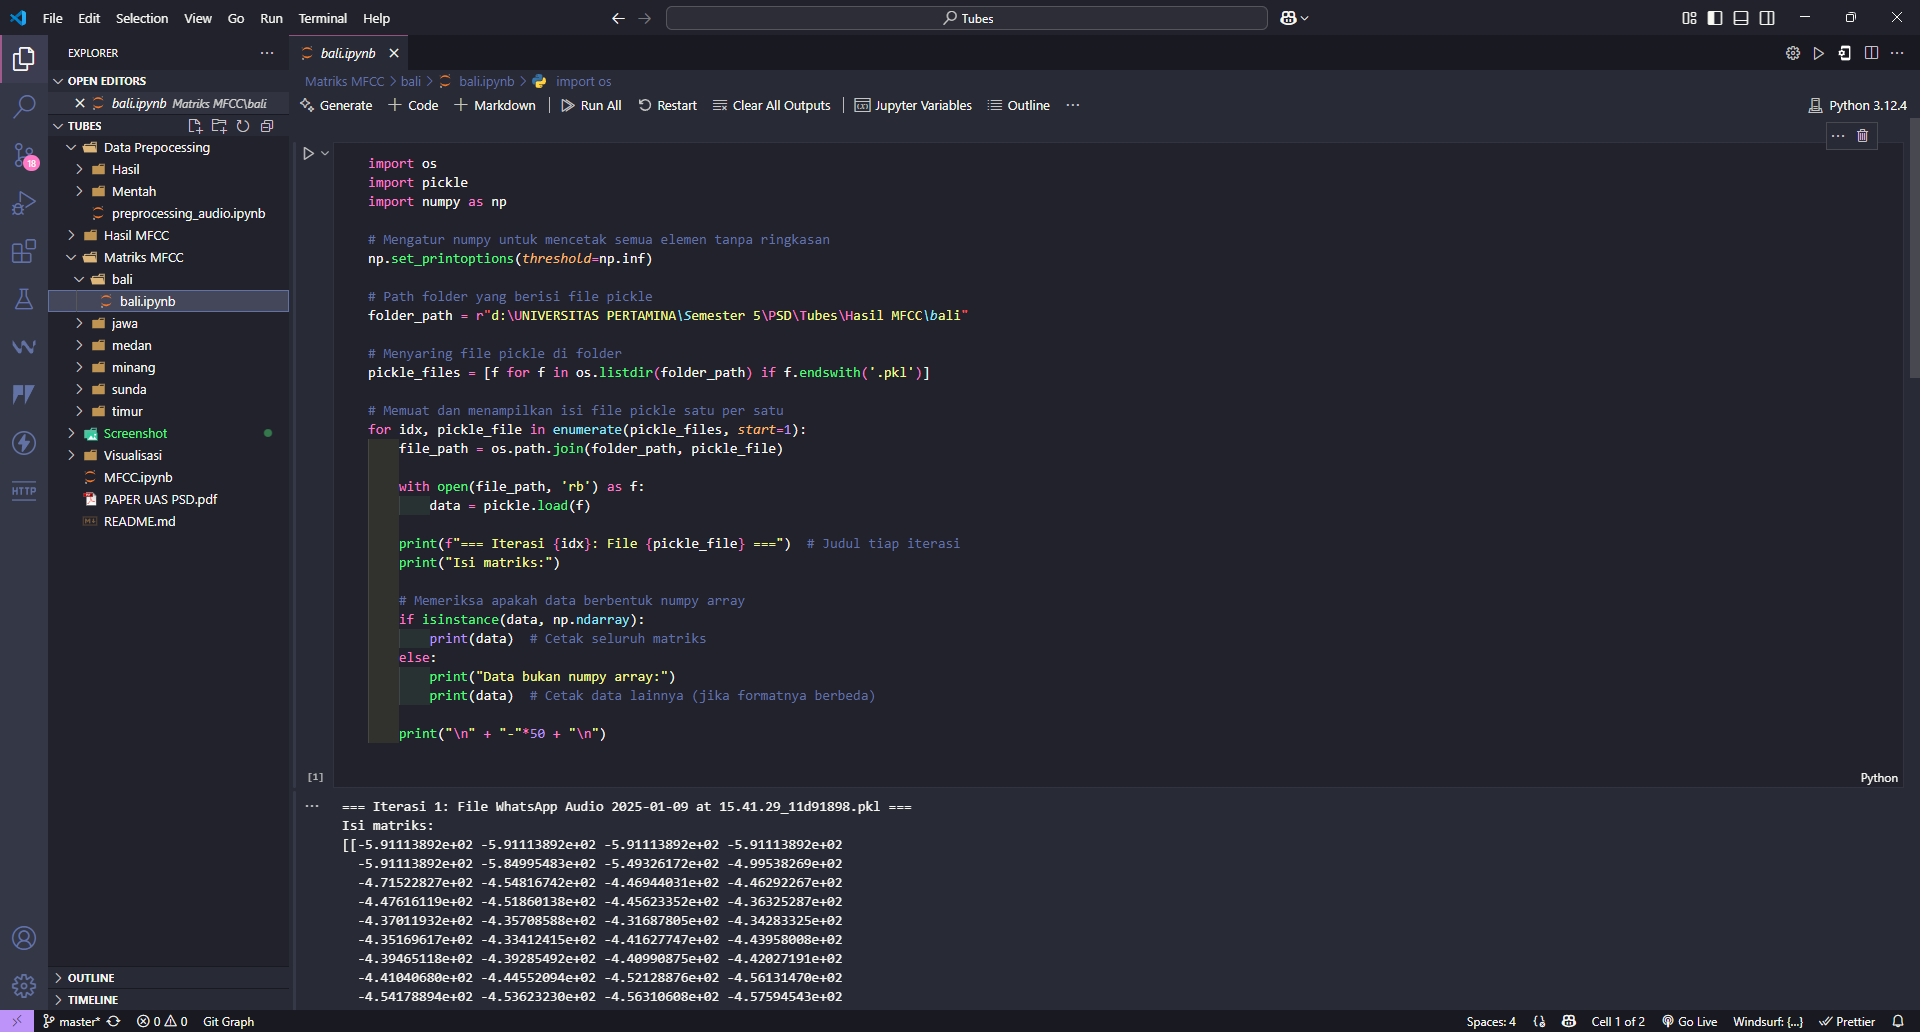 File Edit Selection View Go Run Terminal Help
Tubes
EXPLORER
OPEN EDITORS
bali.ipynb Matriks MFCC\bali
TUBES
Data Prepocessing
Hasil
Mentah
preprocessing_audio.ipynb
Hasil MFCC
Matriks MFCC
bali
bali.ipynb
jawa
medan
minang
sunda
timur
Screenshot
Visualisasi
MFCC.ipynb
PAPER UAS PSD.pdf
README.md
OUTLINE
TIMELINE
18
HTTP
bali.ipynb
Matriks MFCC > bali > bali.ipynb > import os
Generate + Code + Markdown Run All Restart Clear All Outputs Jupyter Variables Outline ...
Python 3.12.4
import os
import pickle
import numpy as np
# Mengatur numpy untuk mencetak semua elemen tanpa ringkasan
np.set_printoptions(threshold=np.inf)
# Path folder yang berisi file pickle
folder_path = r"d:\UNIVERSITAS PERTAMINA\Semester 5\PSD\Tubes\Hasil MFCC\bali"
# Menyaring file pickle di folder
pickle_files = [f for f in os.listdir(folder_path) if f.endswith('.pkl')]
# Memuat dan menampilkan isi file pickle satu per satu
for idx, pickle_file in enumerate(pickle_files, start=1):
    file_path = os.path.join(folder_path, pickle_file)
    with open(file_path, 'rb') as f:
        data = pickle.load(f)
    print(f"=== Iterasi {idx}: File {pickle_file} ===")  # Judul tiap iterasi
    print("Isi matriks:")
    # Memeriksa apakah data berbentuk numpy array
    if isinstance(data, np.ndarray):
        print(data)  # Cetak seluruh matriks
    else:
        print("Data bukan numpy array:")
        print(data)  # Cetak data lainnya (jika formatnya berbeda)
    print("\n" + "-"*50 + "\n")
[1]
Python
=== Iterasi 1: File WhatsApp Audio 2025-01-09 at 15.41.29_11d91898.pkl ===
Isi matriks:
[[-5.91113892e+02 -5.91113892e+02 -5.91113892e+02 -5.91113892e+02
  -5.91113892e+02 -5.84995483e+02 -5.49326172e+02 -4.99538269e+02
  -4.71522827e+02 -4.54816742e+02 -4.46944031e+02 -4.46292267e+02
  -4.47616119e+02 -4.51860138e+02 -4.45623352e+02 -4.36325287e+02
  -4.37011932e+02 -4.35708588e+02 -4.31687805e+02 -4.34283325e+02
  -4.35169617e+02 -4.33412415e+02 -4.41627747e+02 -4.43958008e+02
  -4.39465118e+02 -4.39285492e+02 -4.40990875e+02 -4.42027191e+02
  -4.41040680e+02 -4.44552094e+02 -4.52128876e+02 -4.56131470e+02
  -4.54178894e+02 -4.53623230e+02 -4.56310608e+02 -4.57594543e+02
master* 0 0 Git Graph
Spaces: 4 Cell 1 of 2 Go Live Windsurf: {...} Prettier